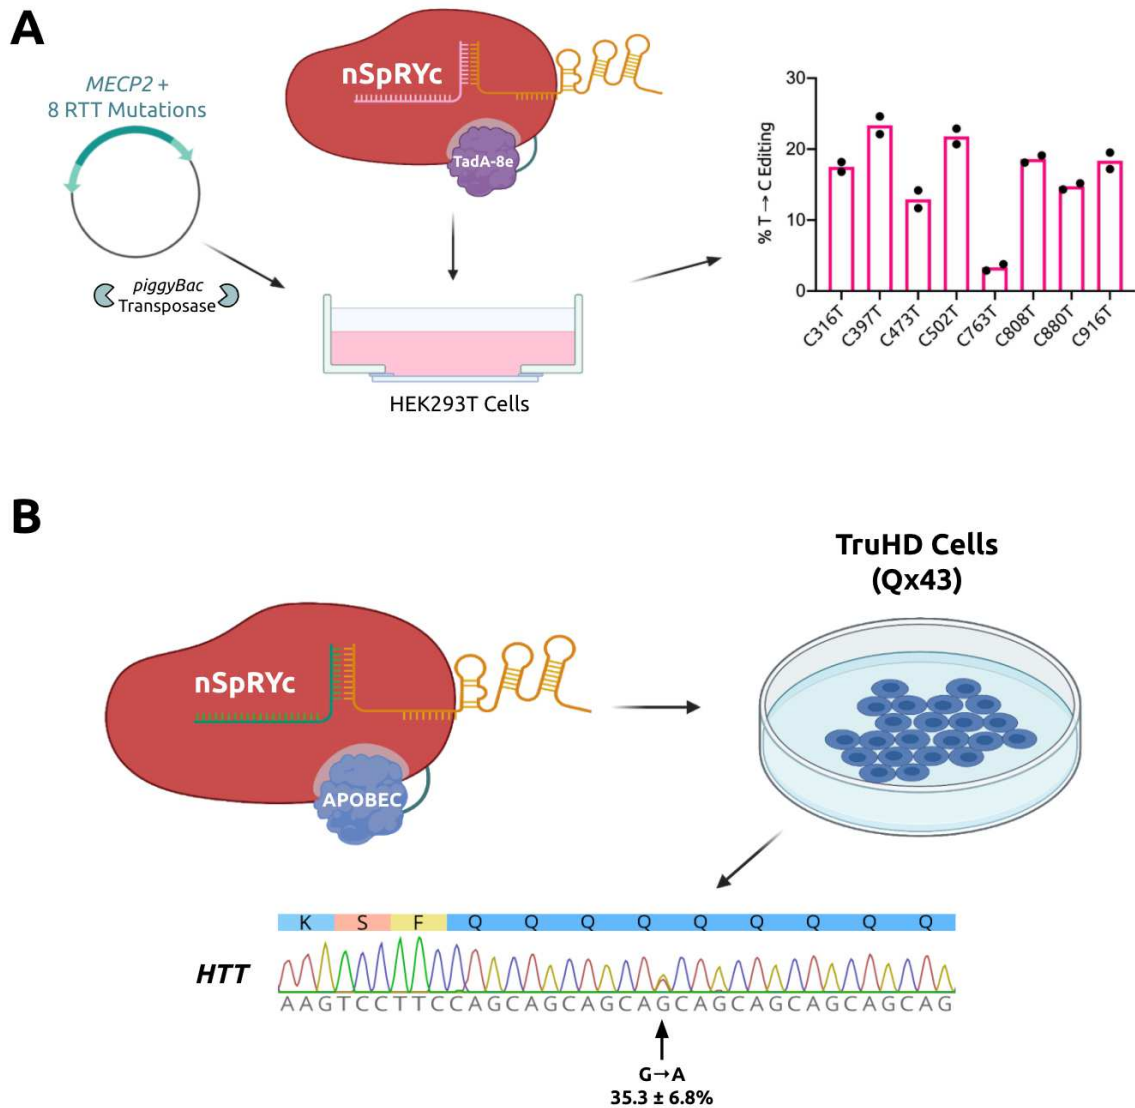 A
MECP2 +
8 RTT Mutations
piggyBac
Transposase
nSpRYc
TadA-8e
HEK293T Cells
% T → C Editing
30
20
10
0
C316T
C397T
C473T
C502T
C763T
C808T
C880T
C916T
B
nSpRYc
APOBEC
TruHD Cells
(Qx43)
K S F Q Q Q Q Q Q Q Q Q
HTT
AAGTCCTTCCAGCAGCAGCAGCAGCAGCAGCAGCAG
G→A
35.3 ± 6.8%